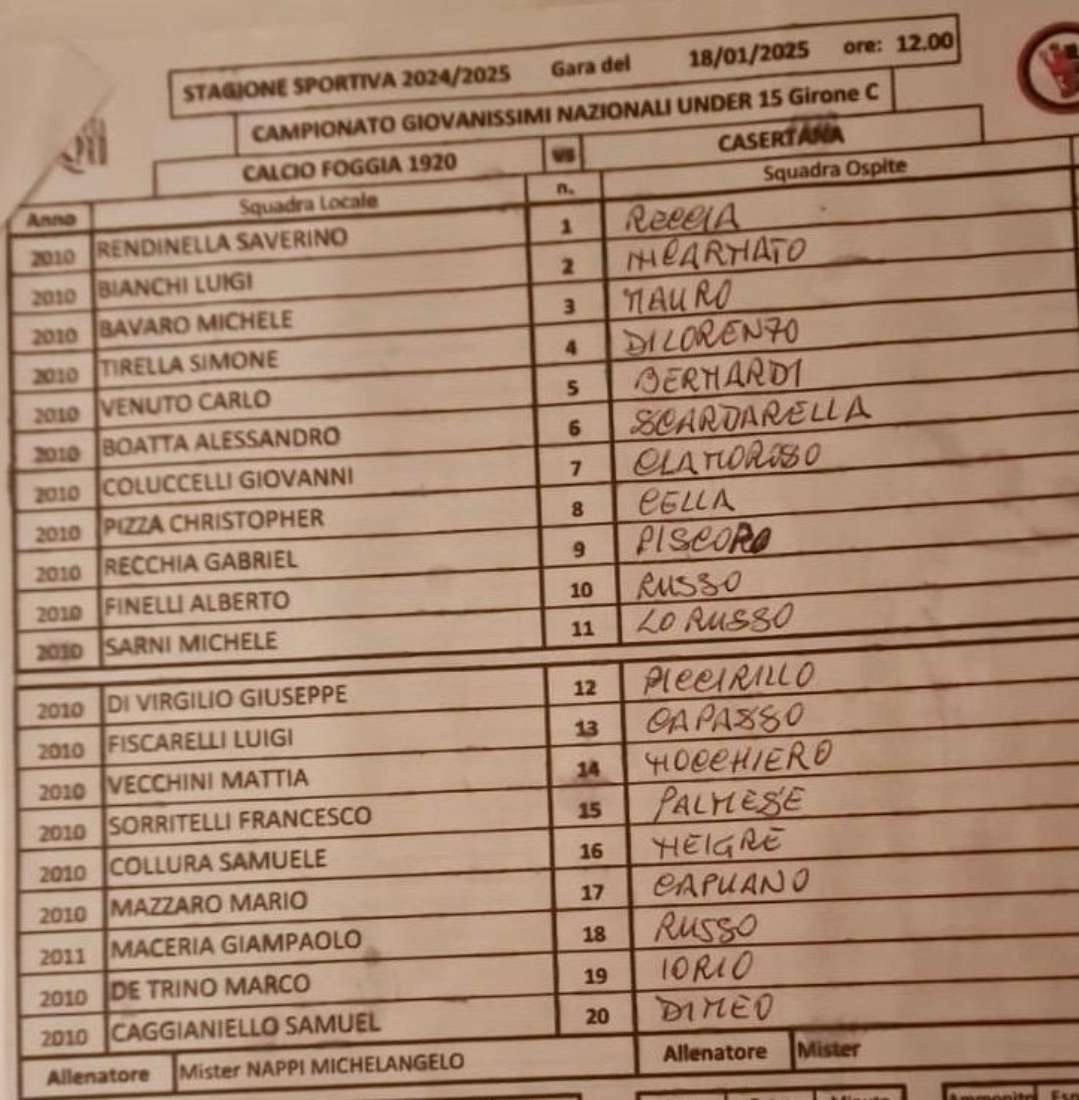 STAGIONE SPORTIVA 2024/2025 Gara del 18/01/2025 ore: 12.00
CAMPIONATO GIOVANISSIMI NAZIONALI UNDER 15 Girone C
CALCIO FOGGIA 1920 VS CASERTANA
Anno Squadra Locale n. Squadra Ospite
2010 RENDINELLA SAVERINO 1 RECCIA
2010 BIANCHI LUIGI 2 INCARNATO
2010 BAVARO MICHELE 3 MAURO
2010 TIRELLA SIMONE 4 DI LORENZO
2010 VENUTO CARLO 5 BERNARDI
2010 BOATTA ALESSANDRO 6 SCARDARELLA
2010 COLUCCELLI GIOVANNI 7 CLAMOROSO
2010 PIZZA CHRISTOPHER 8 CELLA
2010 RECCHIA GABRIEL 9 PISCORO
2010 FINELLI ALBERTO 10 RUSSO
2010 SARNI MICHELE 11 LO RUSSO
2010 DI VIRGILIO GIUSEPPE 12 PICCIRILLO
2010 FISCARELLI LUIGI 13 CAPASSO
2010 VECCHINI MATTIA 14 NOCCHIERO
2010 SORRITELLI FRANCESCO 15 PALMESE
2010 COLLURA SAMUELE 16 NEIGRE
2010 MAZZARO MARIO 17 CAPUANO
2011 MACERIA GIAMPAOLO 18 RUSSO
2010 DE TRINO MARCO 19 IORIO
2010 CAGGIANIELLO SAMUEL 20 DI MEO
Allenatore Mister NAPPI MICHELANGELO Allenatore Mister